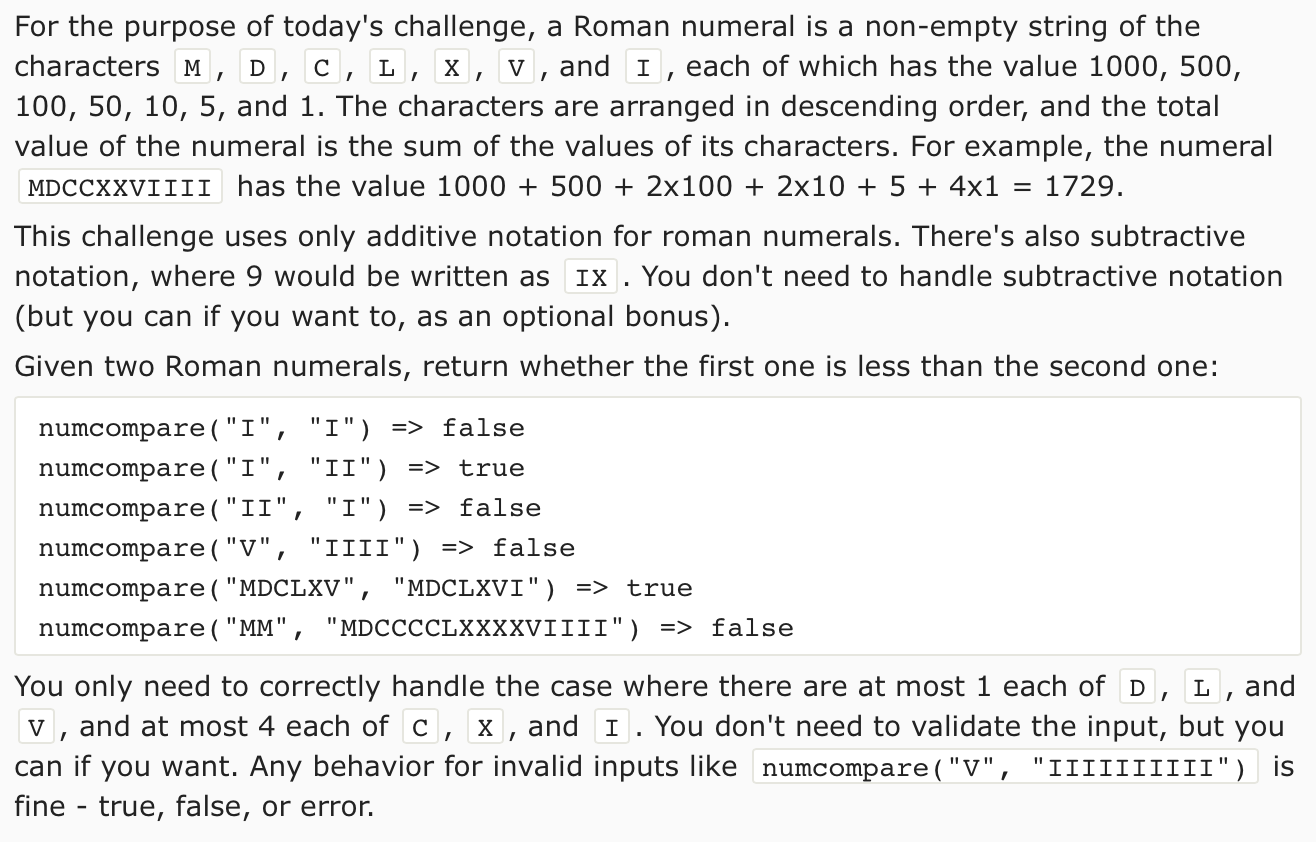 For the purpose of today's challenge, a Roman numeral is a non-empty string of the
characters M, D, C, L, X, V, and I, each of which has the value 1000, 500,
100, 50, 10, 5, and 1. The characters are arranged in descending order, and the total
value of the numeral is the sum of the values of its characters. For example, the numeral
MDCCXXVIIII has the value 1000 + 500 + 2x100 + 2x10 + 5 + 4x1 = 1729.
This challenge uses only additive notation for roman numerals. There's also subtractive
notation, where 9 would be written as IX. You don't need to handle subtractive notation
(but you can if you want to, as an optional bonus).
Given two Roman numerals, return whether the first one is less than the second one:
numcompare("I", "I") => false
numcompare("I", "II") => true
numcompare("II", "I") => false
numcompare("V", "IIII") => false
numcompare("MDCLXV", "MDCLXVI") => true
numcompare("MM", "MDCCCCLXXXXVIIII") => false
You only need to correctly handle the case where there are at most 1 each of D, L, and
V, and at most 4 each of C, X, and I. You don't need to validate the input, but you
can if you want. Any behavior for invalid inputs like numcompare("V", "IIIIIIIIII") is
fine - true, false, or error.